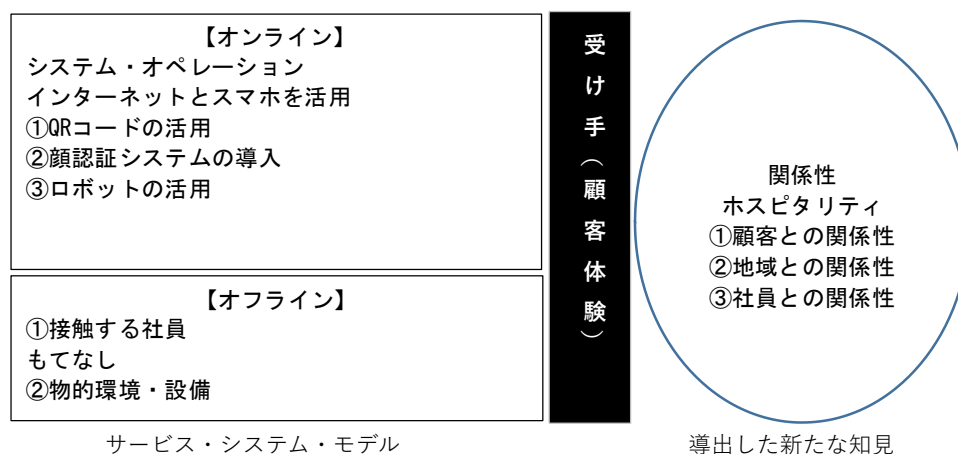 【オンライン】
システム・オペレーション
インターネットとスマホを活用
①QRコードの活用
②顔認証システムの導入
③ロボットの活用
【オフライン】
①接触する社員
もてなし
②物的環境・設備
サービス・システム・モデル
受け手（顧客体験）
関係性
ホスピタリティ
①顧客との関係性
②地域との関係性
③社員との関係性
導出した新たな知見